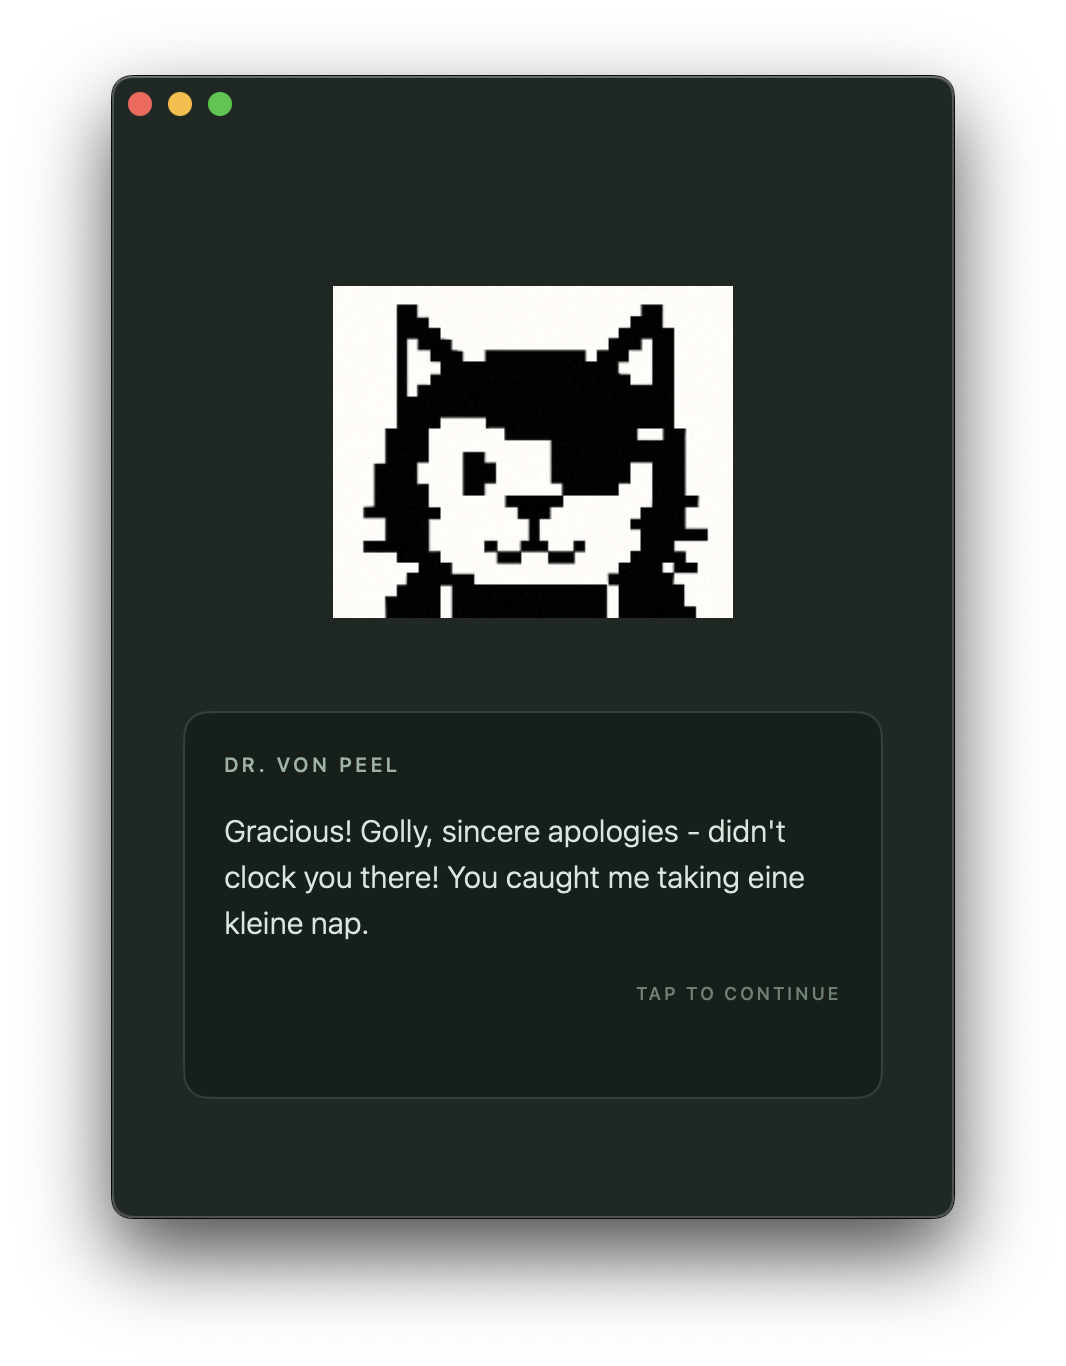 DR. VON PEEL
Gracious! Golly, sincere apologies - didn't
clock you there! You caught me taking eine
kleine nap.
TAP TO CONTINUE